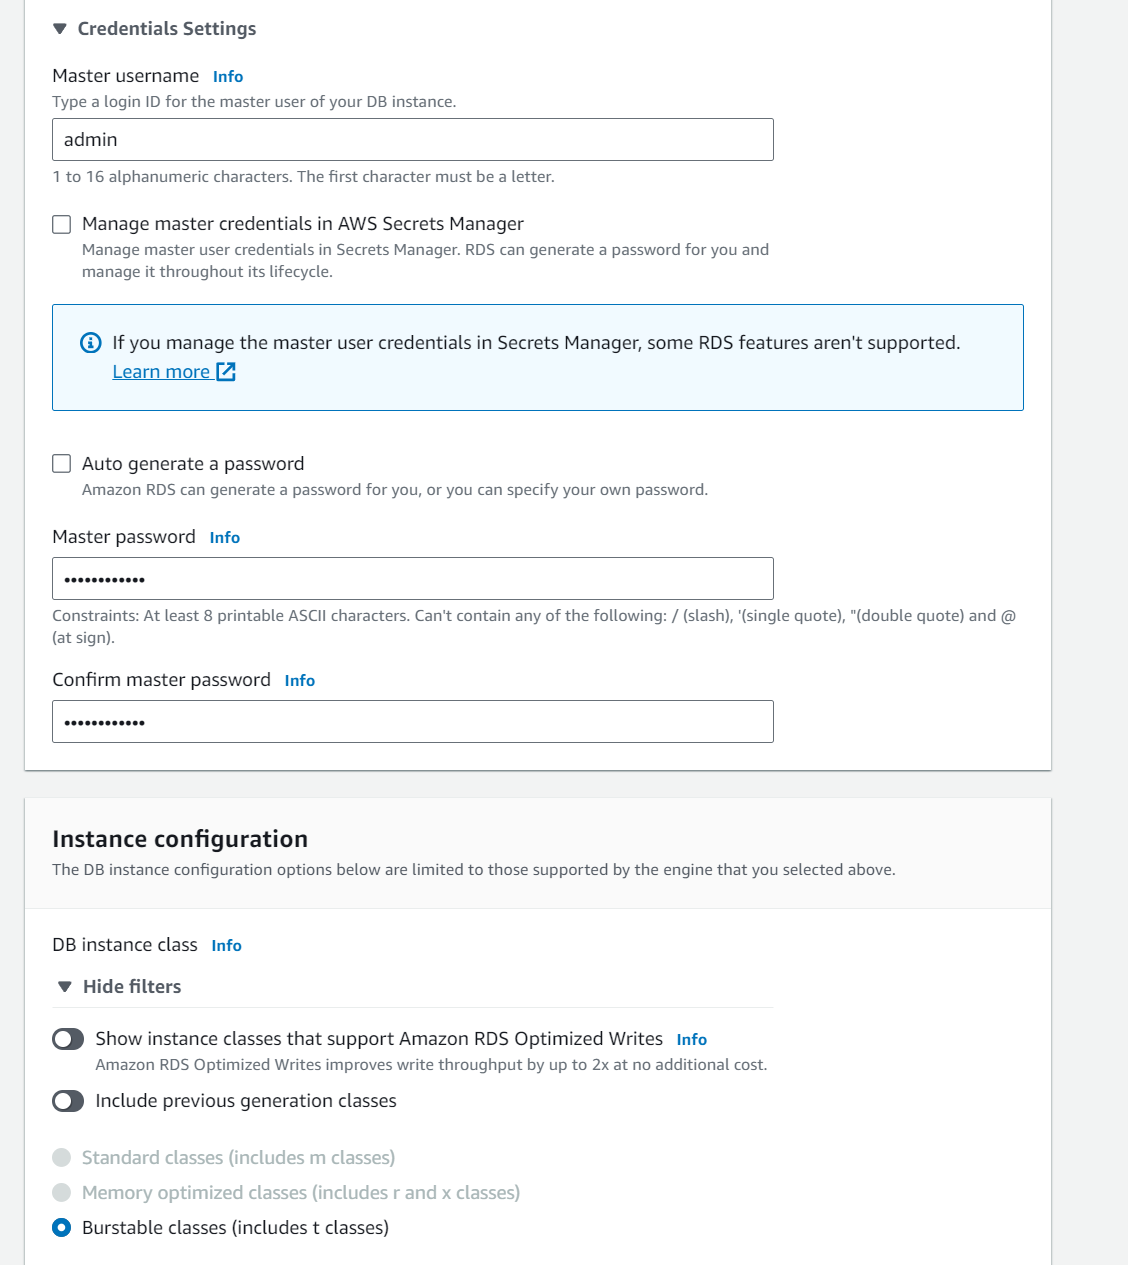 Credentials Settings
Master username Info
Type a login ID for the master user of your DB instance.
admin
1 to 16 alphanumeric characters. The first character must be a letter.
Manage master credentials in AWS Secrets Manager
Manage master user credentials in Secrets Manager. RDS can generate a password for you and
manage it throughout its lifecycle.
If you manage the master user credentials in Secrets Manager, some RDS features aren't supported.
Learn more
Auto generate a password
Amazon RDS can generate a password for you, or you can specify your own password.
Master password Info
••••••••••••
Constraints: At least 8 printable ASCII characters. Can't contain any of the following: / (slash), '(single quote), "(double quote) and @
(at sign).
Confirm master password Info
••••••••••••
Instance configuration
The DB instance configuration options below are limited to those supported by the engine that you selected above.
DB instance class Info
Hide filters
Show instance classes that support Amazon RDS Optimized Writes Info
Amazon RDS Optimized Writes improves write throughput by up to 2x at no additional cost.
Include previous generation classes
Standard classes (includes m classes)
Memory optimized classes (includes r and x classes)
Burstable classes (includes t classes)